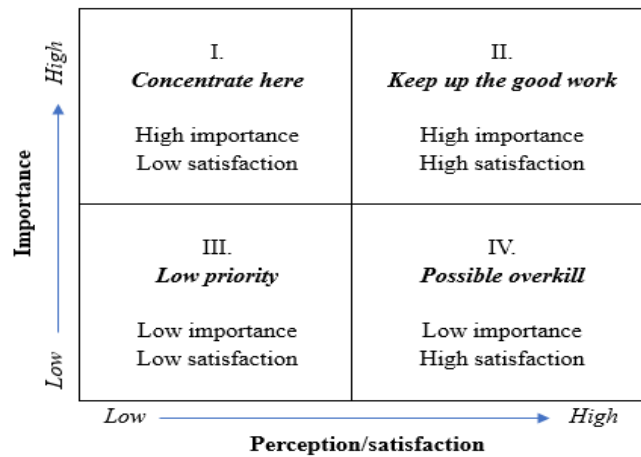 I.
Concentrate here
High importance
Low satisfaction
II.
Keep up the good work
High importance
High satisfaction
III.
Low priority
Low importance
Low satisfaction
IV.
Possible overkill
Low importance
High satisfaction
High
Importance
Low
Low
High
Perception/satisfaction